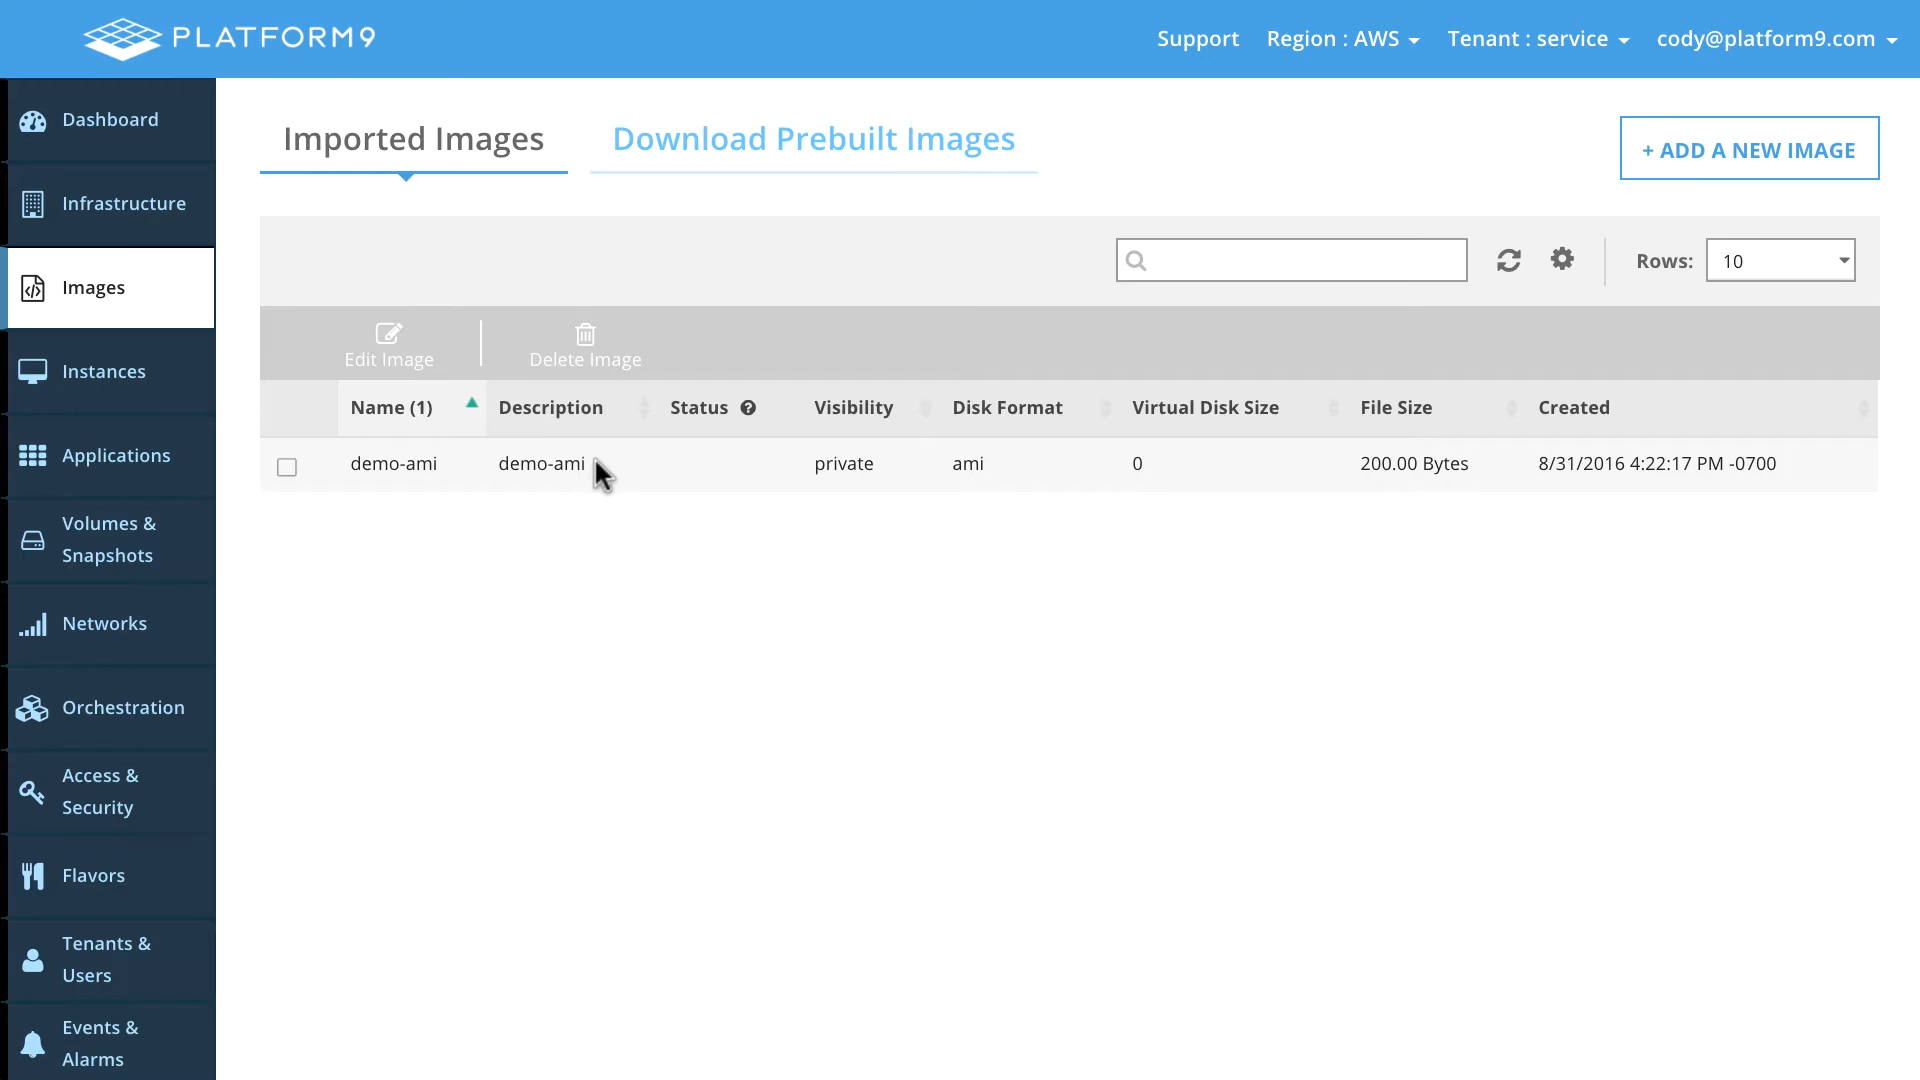 PLATFORM9
Support
Region : AWS
Tenant : service
cody@platform9.com
Dashboard
Infrastructure
Images
Instances
Applications
Volumes &
Snapshots
Networks
Orchestration
Access &
Security
Flavors
Tenants &
Users
Events &
Alarms
Imported Images
Download Prebuilt Images
+ ADD A NEW IMAGE
Rows: 10
Edit Image
Delete Image
Name (1) Description Status ? Visibility Disk Format Virtual Disk Size File Size Created
demo-ami demo-ami private ami 0 200.00 Bytes 8/31/2016 4:22:17 PM -0700